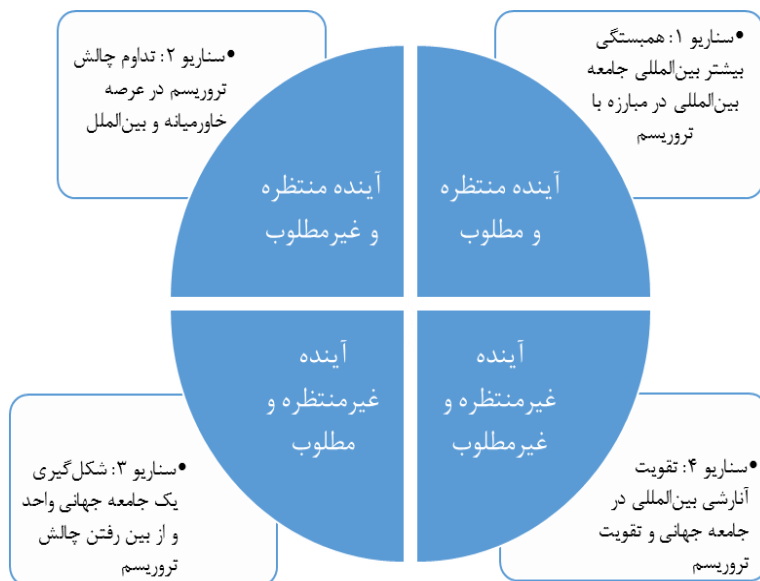 •سناریو ۱: همبستگی
بیشتر بین‌المللی جامعه
بین‌المللی در مبارزه با
تروریسم
•سناریو ۲: تداوم چالش
تروریسم در عرصه
خاورمیانه و بین‌الملل
آینده منتظره
و مطلوب
آینده منتظره
و غیرمطلوب
آینده
غیرمنتظره و
غیرمطلوب
آینده
غیرمنتظره و
مطلوب
•سناریو ۳: شکل‌گیری
یک جامعه جهانی واحد
و از بین رفتن چالش
تروریسم
•سناریو ۴: تقویت
آنارشی بین‌المللی در
جامعه جهانی و تقویت
تروریسم